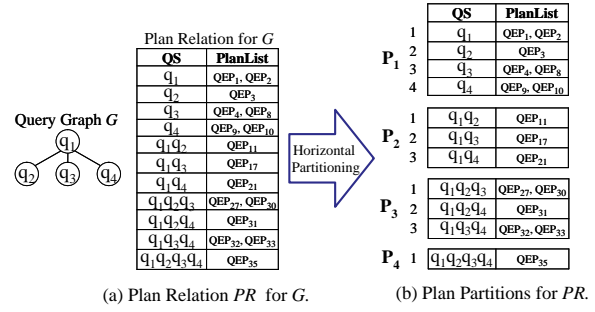 Query Graph G
q1
q2 q3 q4
Plan Relation for G
QS PlanList
q1 QEP1, QEP2
q2 QEP3
q3 QEP4, QEP8
q4 QEP9, QEP10
q1q2 QEP11
q1q3 QEP17
q1q4 QEP21
q1q2q3 QEP27, QEP30
q1q2q4 QEP31
q1q3q4 QEP32, QEP33
q1q2q3q4 QEP35
(a) Plan Relation PR for G.
Horizontal
Partitioning
QS PlanList
P1
1 q1 QEP1, QEP2
2 q2 QEP3
3 q3 QEP4, QEP8
4 q4 QEP9, QEP10
P2
1 q1q2 QEP11
2 q1q3 QEP17
3 q1q4 QEP21
P3
1 q1q2q3 QEP27, QEP30
2 q1q2q4 QEP31
3 q1q3q4 QEP32, QEP33
P4 1 q1q2q3q4 QEP35
(b) Plan Partitions for PR.